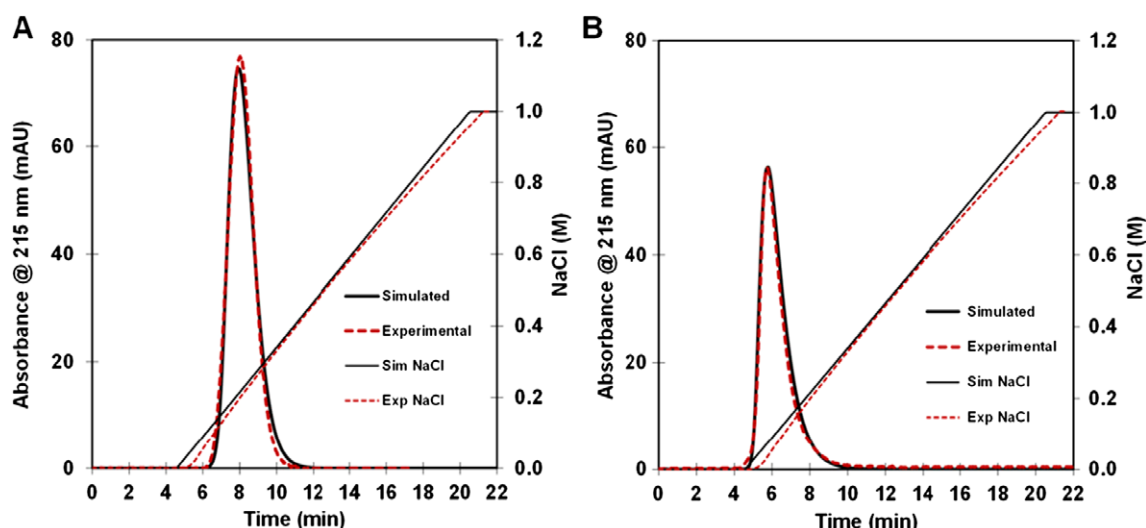 A
Absorbance @ 215 nm (mAU)
80
60
40
20
0
1.2
1.0
0.8
0.6
0.4
0.2
0.0
NaCl (M)
Simulated
Experimental
Sim NaCl
Exp NaCl
0 2 4 6 8 10 12 14 16 18 20 22
Time (min)
B
Absorbance @ 215 nm (mAU)
80
60
40
20
0
1.2
1.0
0.8
0.6
0.4
0.2
0.0
NaCl (M)
Simulated
Experimental
Sim NaCl
Exp NaCl
0 2 4 6 8 10 12 14 16 18 20 22
Time (min)